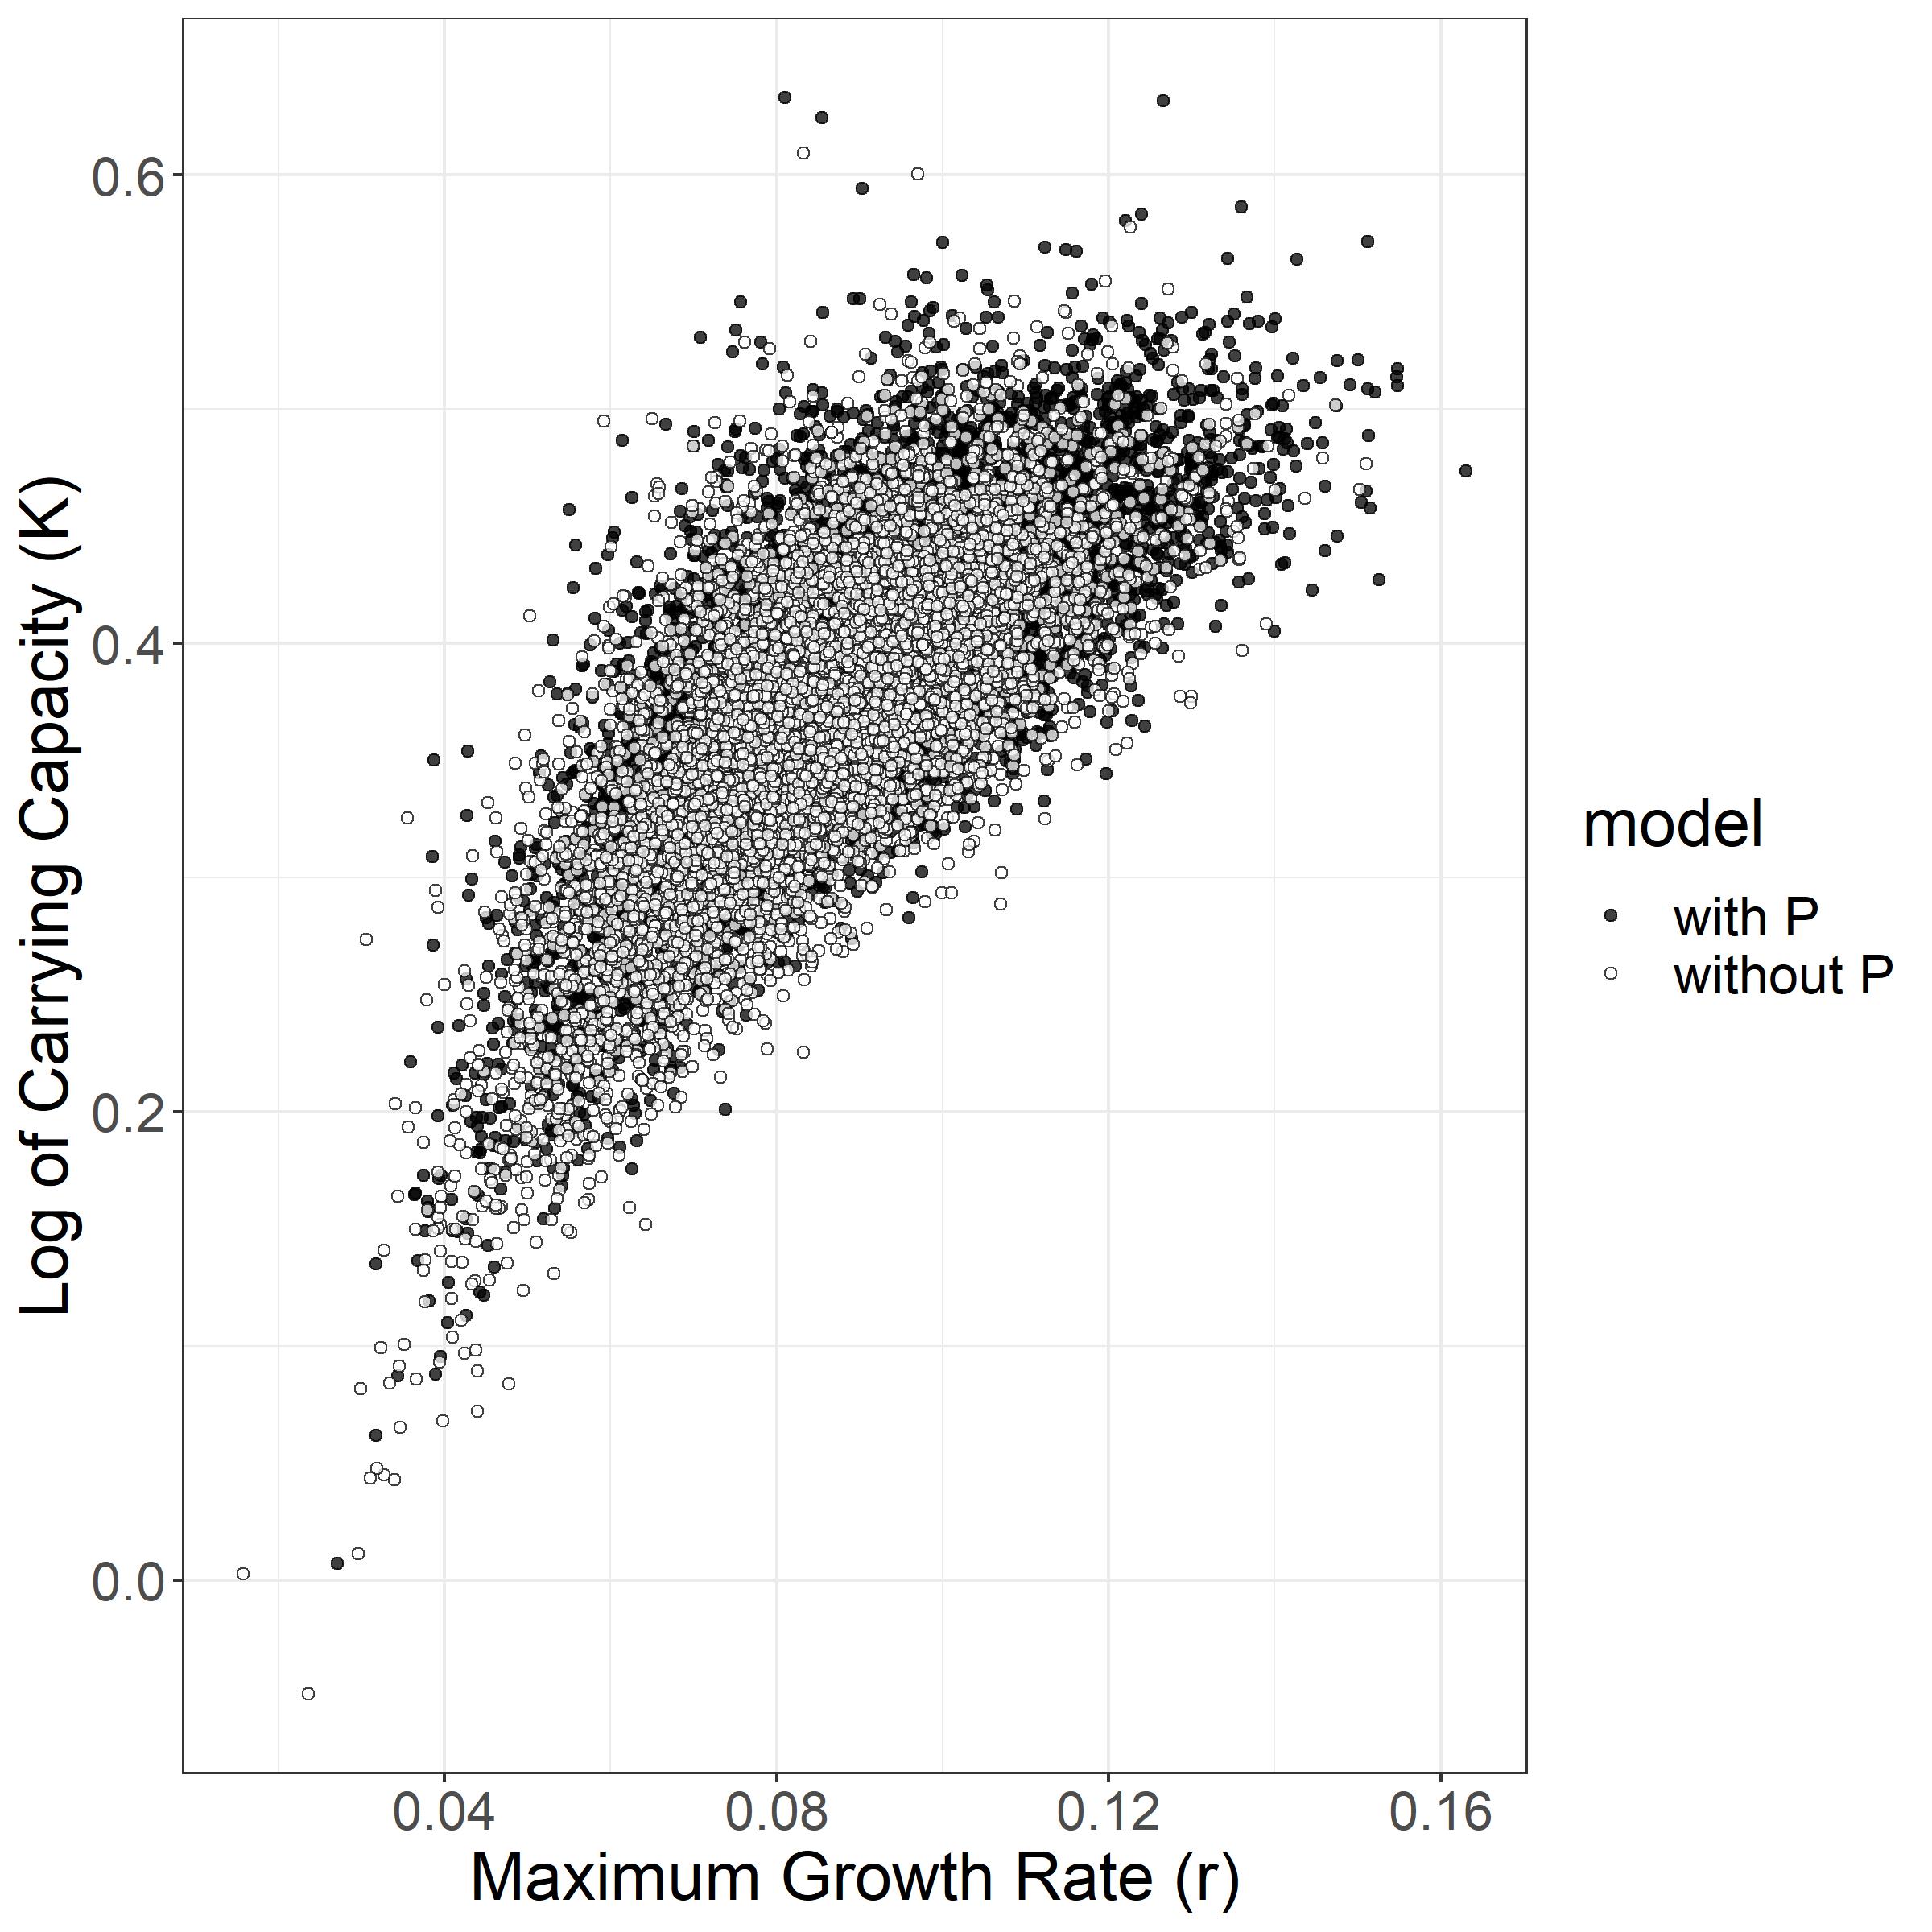 Log of Carrying Capacity (K)
0.6
0.4
0.2
0.0
0.04 0.08 0.12 0.16
Maximum Growth Rate (r)
model
with P
without P